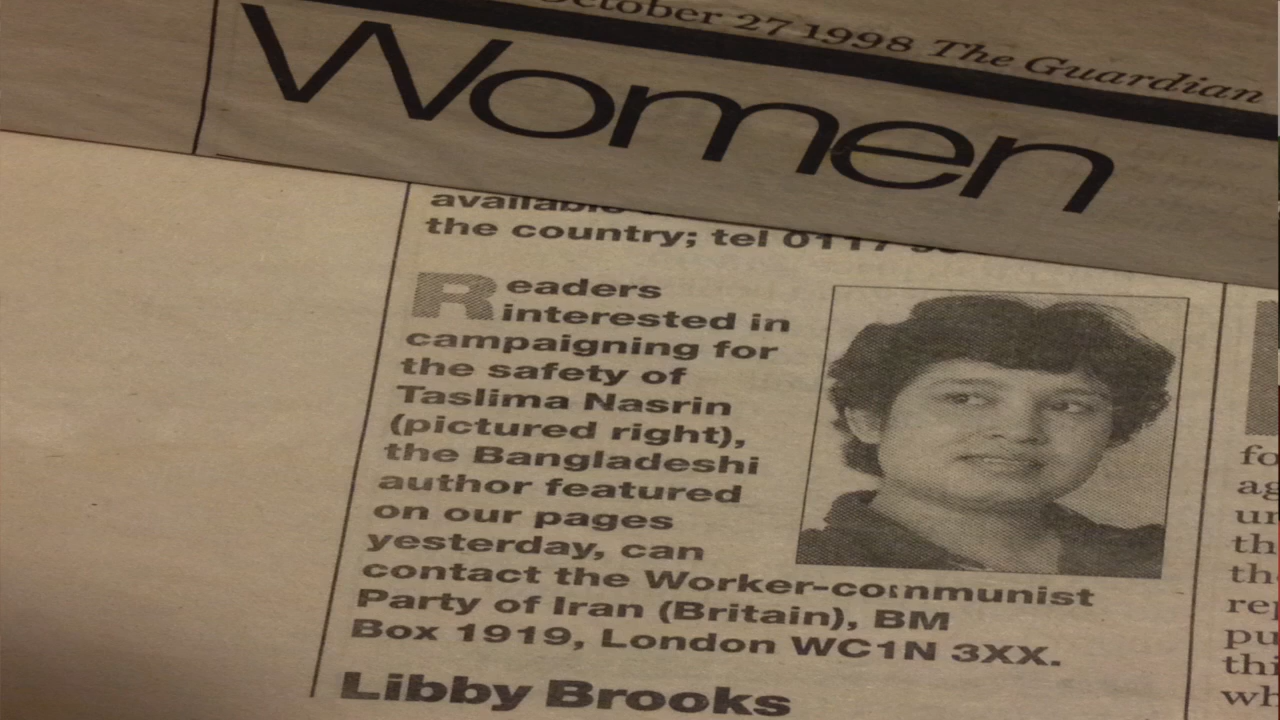 October 27 1998 The Guardian
Women
available
the country; tel 0117
Readers
interested in
campaigning for
the safety of
Taslima Nasrin
(pictured right),
the Bangladeshi
author featured
on our pages
yesterday, can
contact the Worker-communist
Party of Iran (Britain), BM
Box 1919, London WC1N 3XX.
Libby Brooks